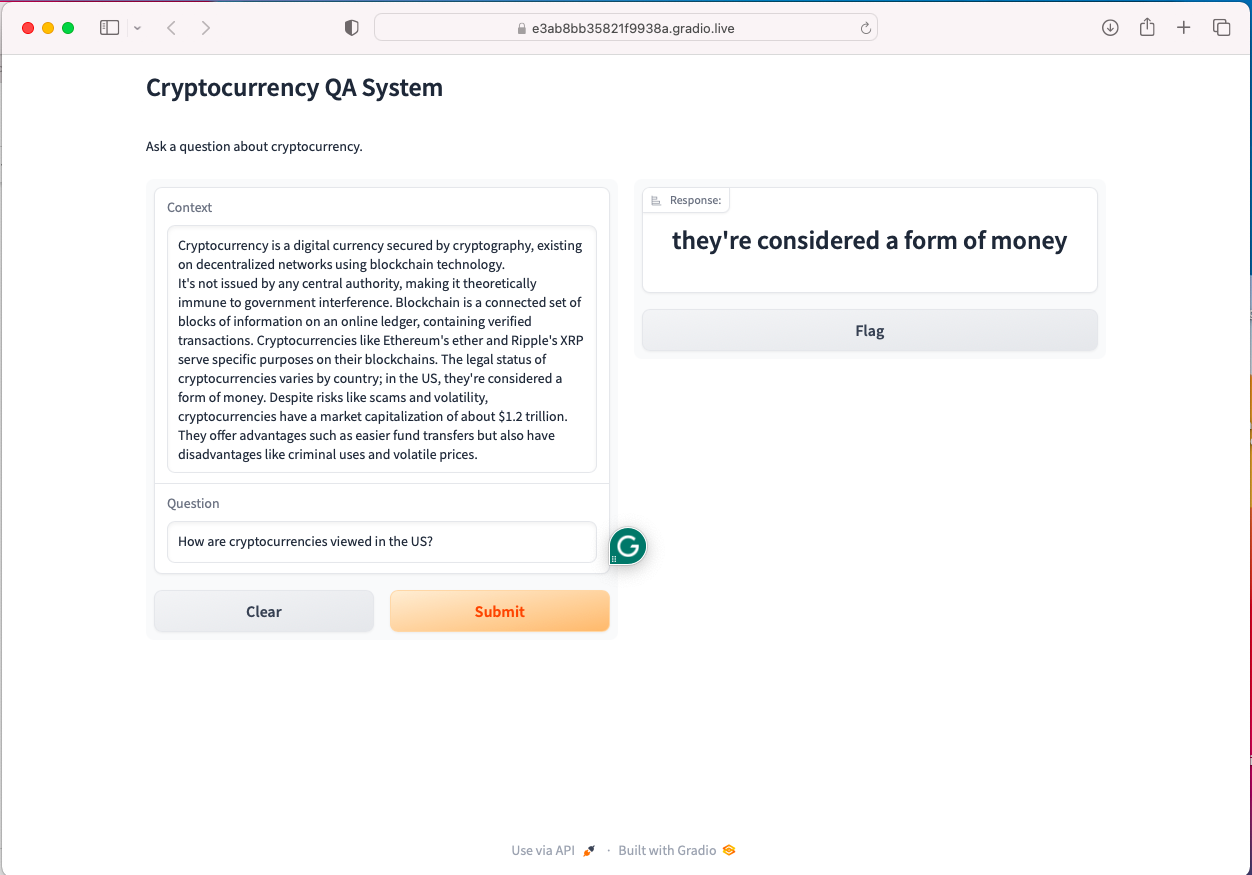 e3ab8bb35821f9938a.gradio.live
Cryptocurrency QA System
Ask a question about cryptocurrency.
Context
Cryptocurrency is a digital currency secured by cryptography, existing
on decentralized networks using blockchain technology.
It's not issued by any central authority, making it theoretically
immune to government interference. Blockchain is a connected set of
blocks of information on an online ledger, containing verified
transactions. Cryptocurrencies like Ethereum's ether and Ripple's XRP
serve specific purposes on their blockchains. The legal status of
cryptocurrencies varies by country; in the US, they're considered a
form of money. Despite risks like scams and volatility,
cryptocurrencies have a market capitalization of about $1.2 trillion.
They offer advantages such as easier fund transfers but also have
disadvantages like criminal uses and volatile prices.
Question
How are cryptocurrencies viewed in the US?
G
Clear
Submit
Response:
they're considered a form of money
Flag
Use via API · Built with Gradio